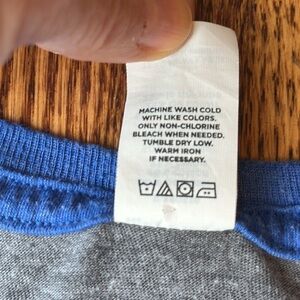 MACHINE WASH COLD
WITH LIKE COLORS.
ONLY NON-CHLORINE
BLEACH WHEN NEEDED.
TUMBLE DRY LOW.
WARM IRON
IF NECESSARY.